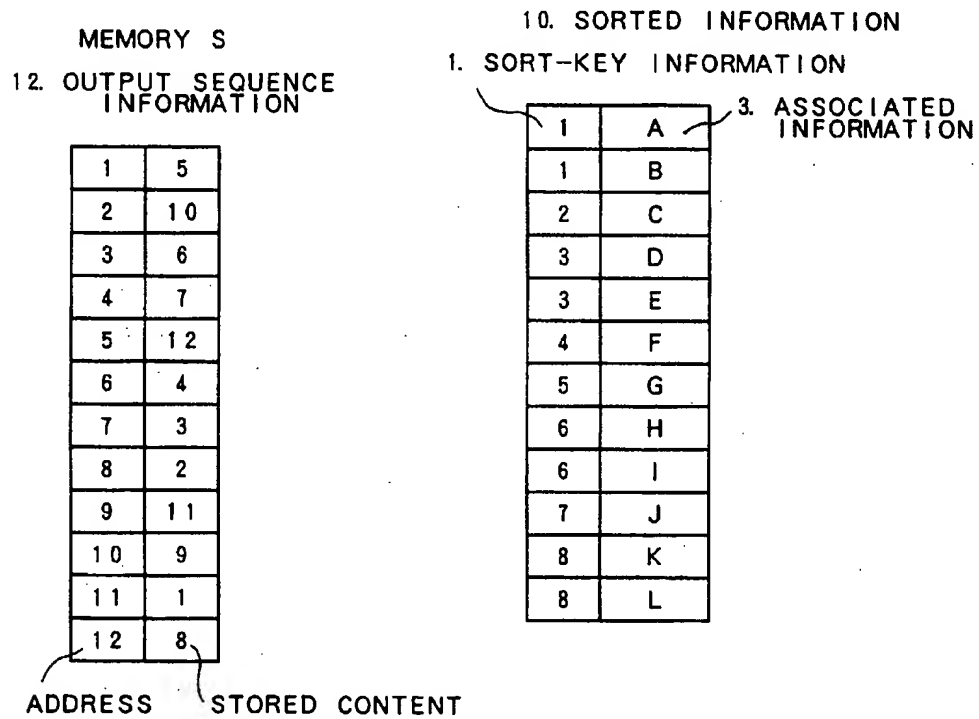 MEMORY S
12. OUTPUT SEQUENCE
INFORMATION
1 5
2 10
3 6
4 7
5 12
6 4
7 3
8 2
9 11
10 9
11 1
12 8
ADDRESS STORED CONTENT
10. SORTED INFORMATION
1. SORT-KEY INFORMATION
3. ASSOCIATED
INFORMATION
1 A
1 B
2 C
3 D
3 E
4 F
5 G
6 H
6 I
7 J
8 K
8 L